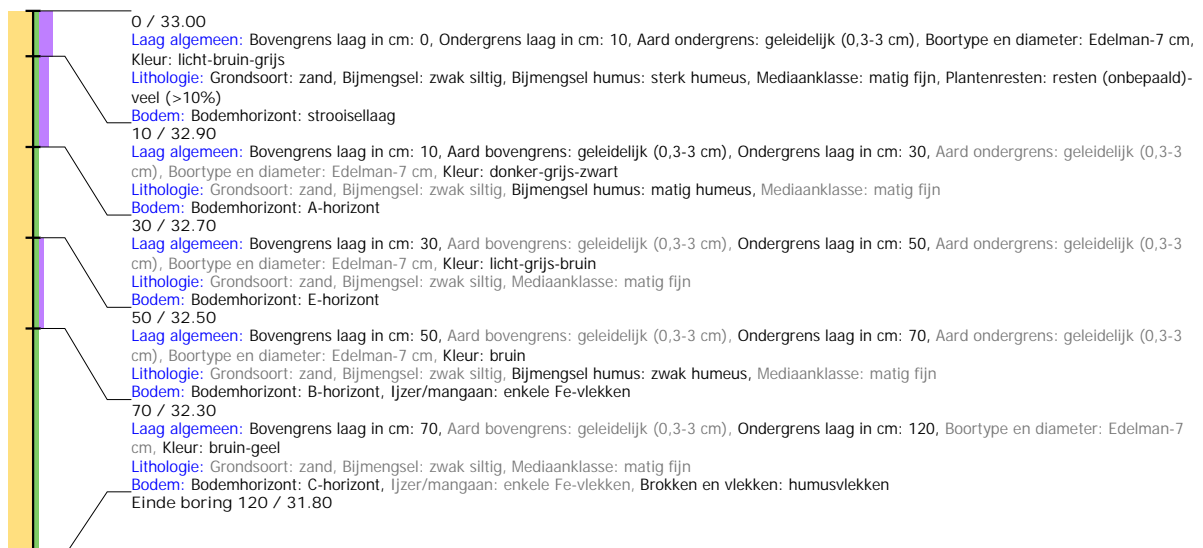 0 / 33.00
Laag algemeen: Bovengrens laag in cm: 0, Ondergrens laag in cm: 10, Aard ondergrens: geleidelijk (0,3-3 cm), Boortype en diameter: Edelman-7 cm,
Kleur: licht-bruin-grijs
Lithologie: Grondsoort: zand, Bijmengsel: zwak siltig, Bijmengsel humus: sterk humeus, Mediaanklasse: matig fijn, Plantenresten: resten (onbepaald)-
veel (>10%)
Bodem: Bodemhorizont: strooisellaag
10 / 32.90
Laag algemeen: Bovengrens laag in cm: 10, Aard bovengrens: geleidelijk (0,3-3 cm), Ondergrens laag in cm: 30, Aard ondergrens: geleidelijk (0,3-3
cm), Boortype en diameter: Edelman-7 cm, Kleur: donker-grijs-zwart
Lithologie: Grondsoort: zand, Bijmengsel: zwak siltig, Bijmengsel humus: matig humeus, Mediaanklasse: matig fijn
Bodem: Bodemhorizont: A-horizont
30 / 32.70
Laag algemeen: Bovengrens laag in cm: 30, Aard bovengrens: geleidelijk (0,3-3 cm), Ondergrens laag in cm: 50, Aard ondergrens: geleidelijk (0,3-3
cm), Boortype en diameter: Edelman-7 cm, Kleur: licht-grijs-bruin
Lithologie: Grondsoort: zand, Bijmengsel: zwak siltig, Mediaanklasse: matig fijn
Bodem: Bodemhorizont: E-horizont
50 / 32.50
Laag algemeen: Bovengrens laag in cm: 50, Aard bovengrens: geleidelijk (0,3-3 cm), Ondergrens laag in cm: 70, Aard ondergrens: geleidelijk (0,3-3
cm), Boortype en diameter: Edelman-7 cm, Kleur: bruin
Lithologie: Grondsoort: zand, Bijmengsel: zwak siltig, Bijmengsel humus: zwak humeus, Mediaanklasse: matig fijn
Bodem: Bodemhorizont: B-horizont, Ijzer/mangaan: enkele Fe-vlekken
70 / 32.30
Laag algemeen: Bovengrens laag in cm: 70, Aard bovengrens: geleidelijk (0,3-3 cm), Ondergrens laag in cm: 120, Boortype en diameter: Edelman-7
cm, Kleur: bruin-geel
Lithologie: Grondsoort: zand, Bijmengsel: zwak siltig, Mediaanklasse: matig fijn
Bodem: Bodemhorizont: C-horizont, Ijzer/mangaan: enkele Fe-vlekken, Brokken en vlekken: humusvlekken
Einde boring 120 / 31.80